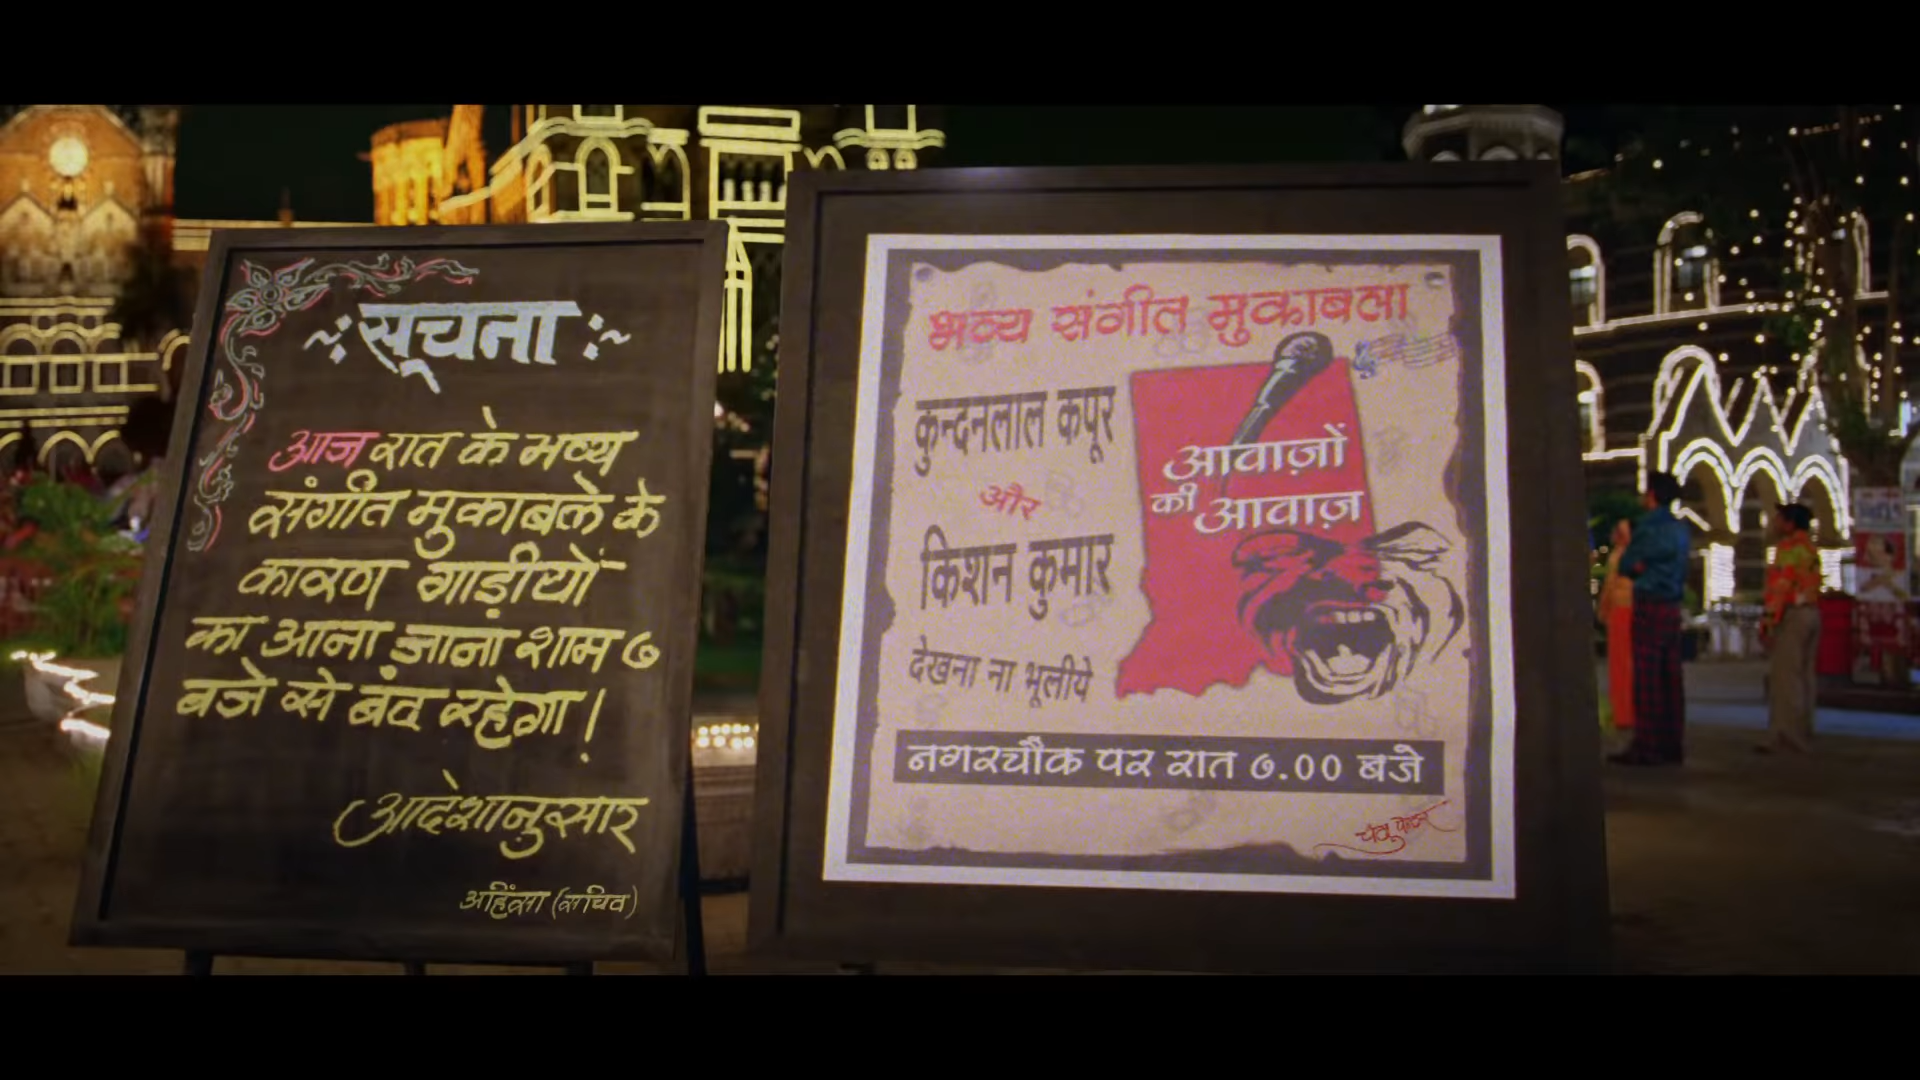 सूचना
आज रात के भव्य
संगीत मुकाबले के
कारण गाड़ीयों
का आना जाना शाम ७
बजे से बंद रहेगा!
आदेशानुसार
अहिंसा (सचिव)
भव्य संगीत मुकाबला
कुन्दनलाल कपूर
और
किशन कुमार
देखना ना भूलीये
आवाज़ों
की आवाज़
नगरचौक पर रात ७.०० बजे